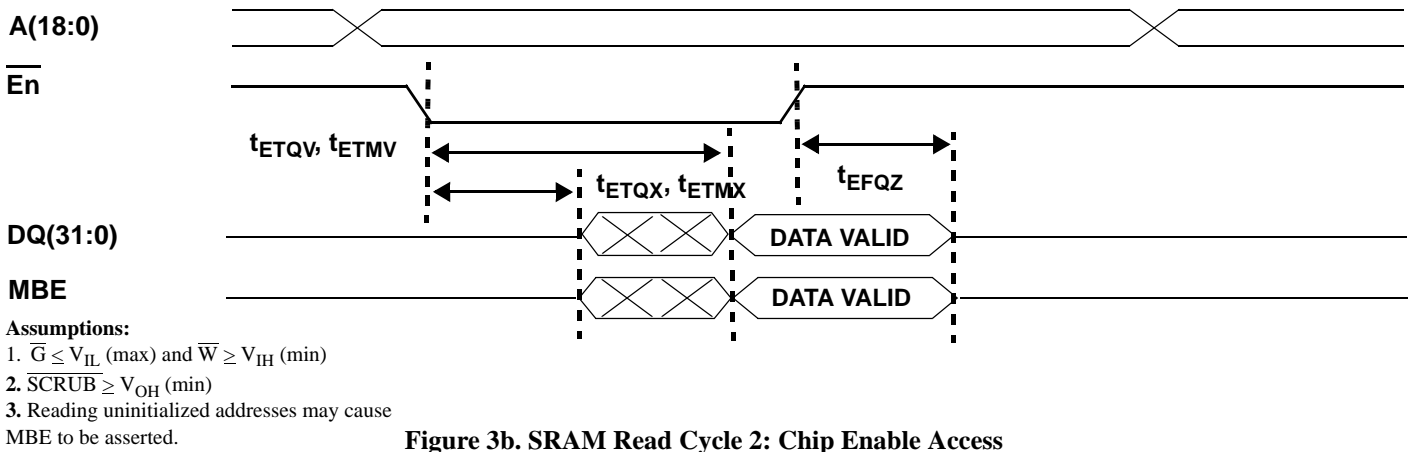 A(18:0)
En
tETQV, tETMV
tETQX, tETMX
tEFQZ
DQ(31:0)
DATA VALID
MBE
DATA VALID
Assumptions:
1. G ≤ VIL (max) and W ≥ VIH (min)
2. SCRUB ≥ VOH (min)
3. Reading uninitialized addresses may cause
MBE to be asserted.
Figure 3b. SRAM Read Cycle 2: Chip Enable Access